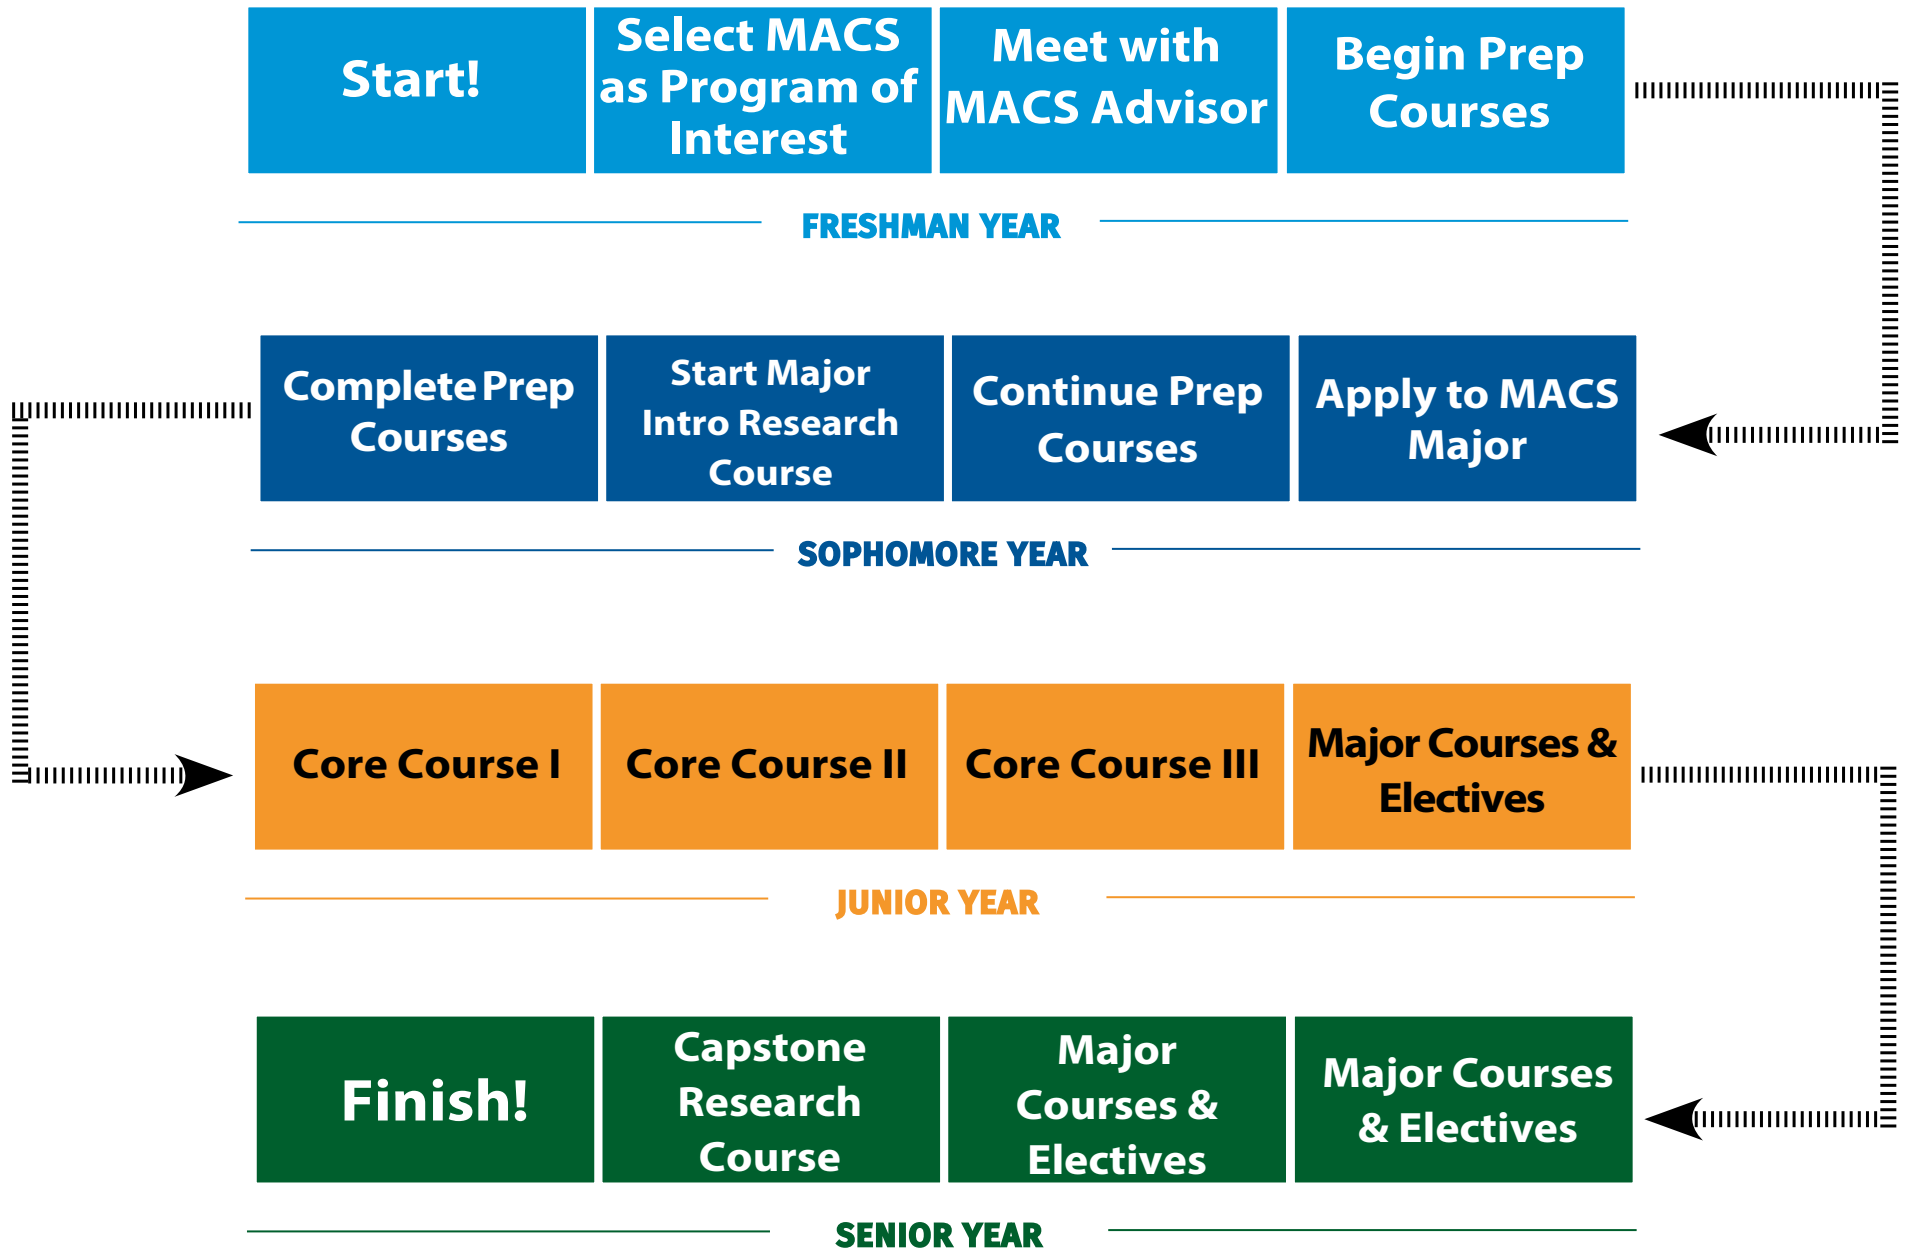 Start!
Select MACS
as Program of
Interest
Meet with
MACS Advisor
Begin Prep
Courses
FRESHMAN YEAR
Complete Prep
Courses
Start Major
Intro Research
Course
Continue Prep
Courses
Apply to MACS
Major
SOPHOMORE YEAR
Core Course I
Core Course II
Core Course III
Major Courses &
Electives
JUNIOR YEAR
Finish!
Capstone
Research
Course
Major
Courses &
Electives
Major Courses
& Electives
SENIOR YEAR